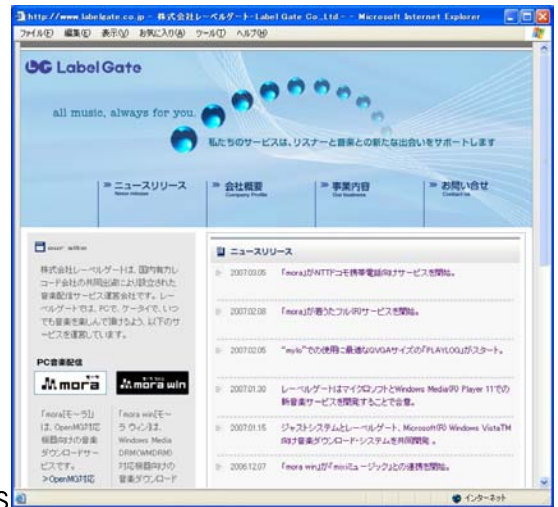 http://www.labelgate.co.jp - 株式会社レーベルゲート-Label Gate Co.,Ltd - - Microsoft Internet Explorer
ファイル(F) 編集(E) 表示(V) お気に入り(A) ツール(T) ヘルプ(H)
LG Label Gate
all music, always for you.
私たちのサービスは、リスナーと音楽との新たな出会いをサポートします
ニュースリリース 会社概要 事業内容 お問い合せ
Company Profile Our business Contact us
our sites
株式会社レーベルゲートは、国内有力レ
コード会社の共同出資により設立された
音楽配信サービス運営会社です。レー
ベルゲートでは、PCで、ケータイで、いつ
でも音楽を楽しんで頂けるよう、以下のサ
ービスを運営しています。
PC音楽配信
mora mora win
「mora[モーラ]」
は、OpenMG対応
機器向けの音楽
ダウンロードサー
ビスです。
>OpenMG対応
「mora win[モー
ラ ウィン]」は、
Windows Media
DRM(WMDRM)
対応機器向けの
音楽ダウンロード
ニュースリリース
2007.03.05 「mora」がNTTドコモ携帯電話向けサービスを開始。
2007.02.08 「mora」が着うたフル(R)サービスを開始。
2007.02.05 “mylo”での使用に最適なQVGAサイズの「PLAYLOG」がスタート。
2007.01.30 レーベルゲートはマイクロソフトとWindows Media(R) Player 11での
新音楽サービスを開発することで合意。
2007.01.15 ジャストシステムとレーベルゲート、Microsoft(R) Windows VistaTM
向け音楽ダウンロード・システムを共同開発 。
2006.12.07 「mora win」が「mixiミュージック」との連携を開始。
インターネット
S